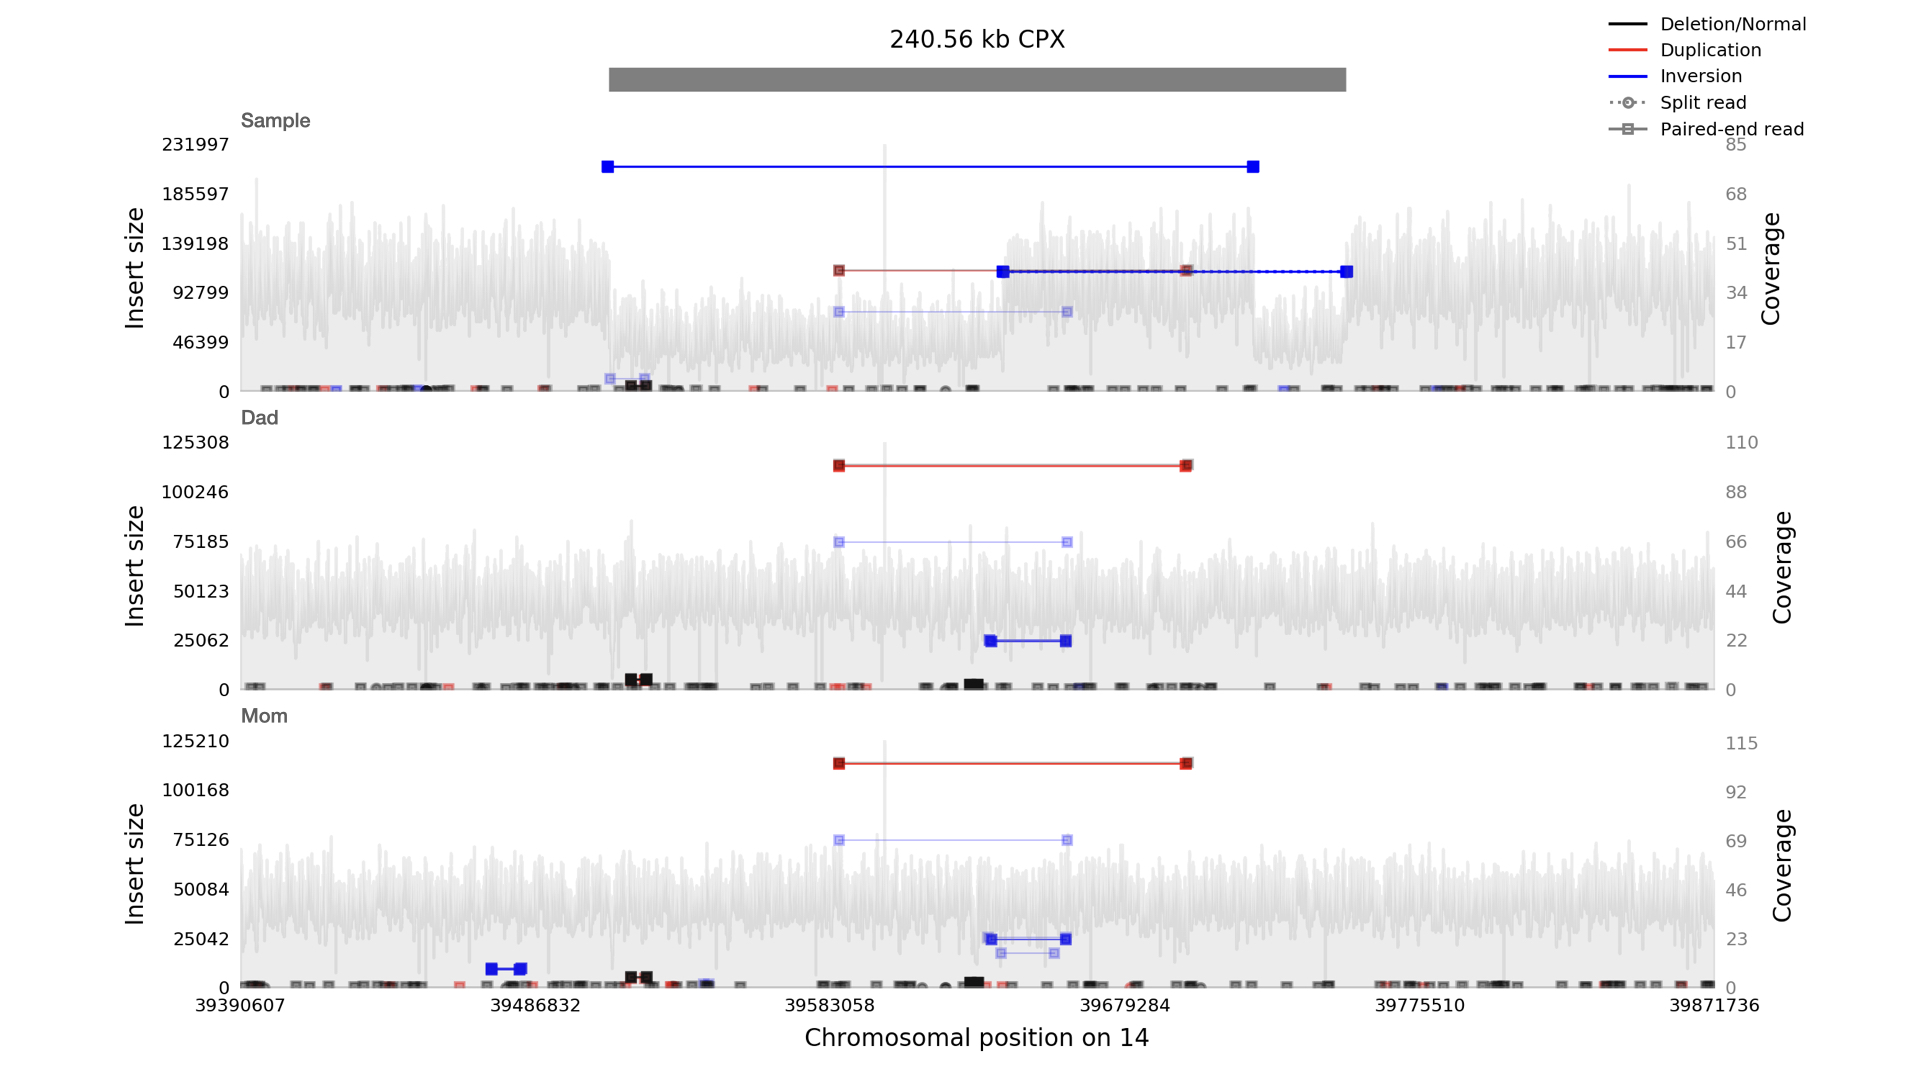 240.56 kb CPX
Deletion/Normal
Duplication
Inversion
Split read
Paired-end read
Sample
231997
185597
139198
92799
46399
0
Insert size
85
68
51
34
17
0
Coverage
Dad
125308
100246
75185
50123
25062
0
Insert size
110
88
66
44
22
0
Coverage
Mom
125210
100168
75126
50084
25042
0
Insert size
115
92
69
46
23
0
Coverage
39390607 39486832 39583058 39679284 39775510 39871736
Chromosomal position on 14